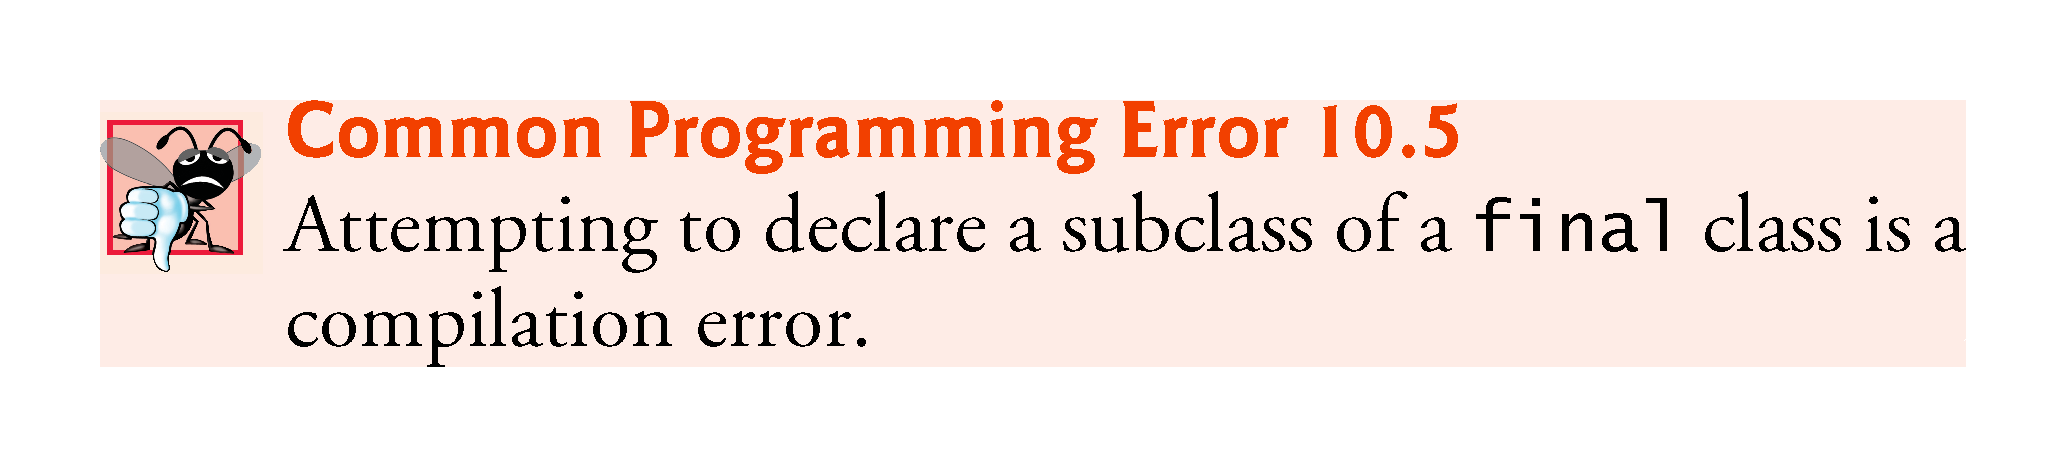 Common Programming Error 10.5
Attempting to declare a subclass of a final class is a
compilation error.